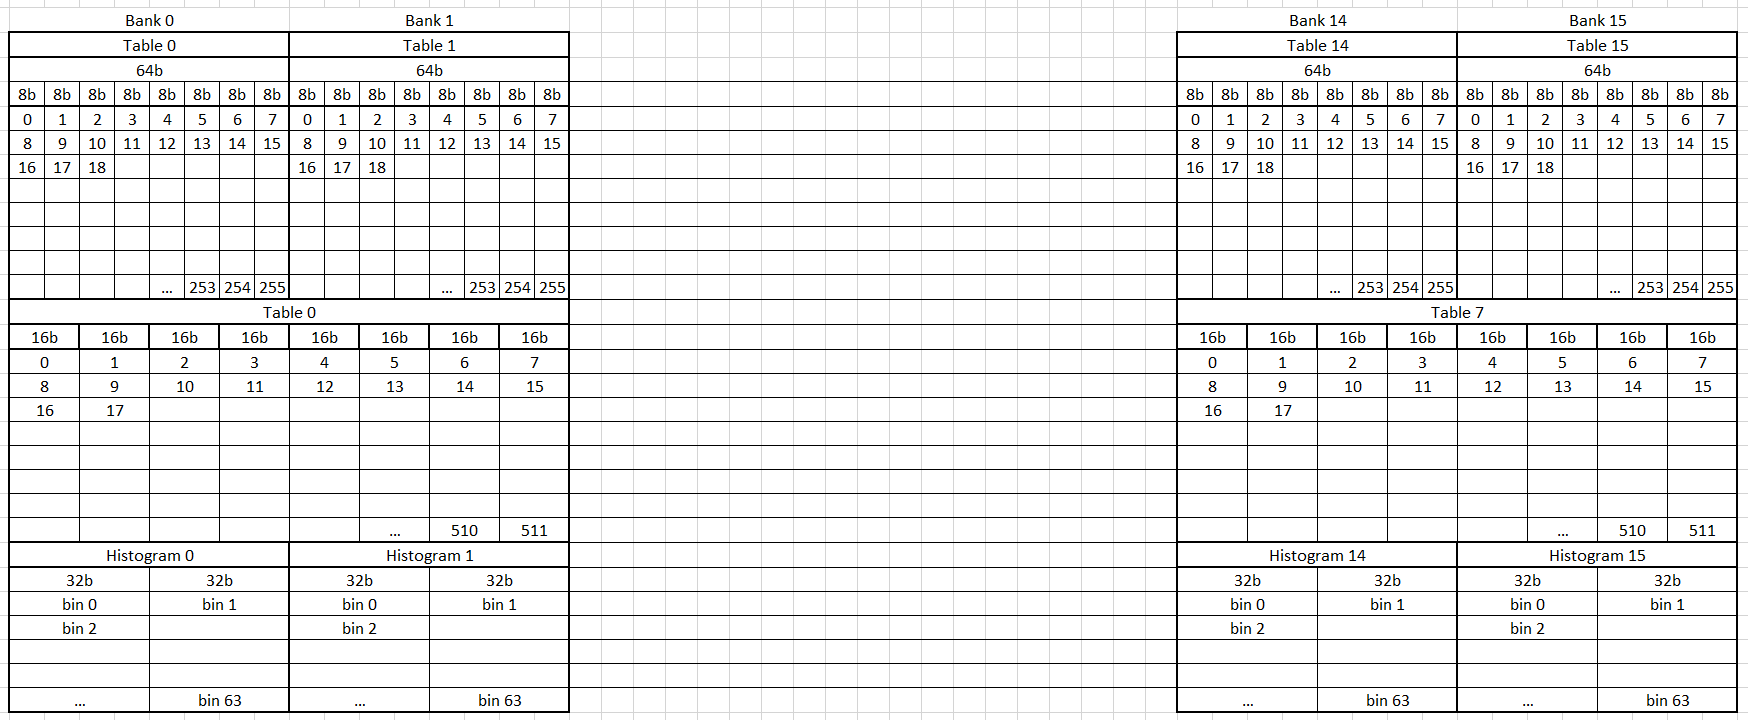 Bank 0 Bank 1 Bank 14 Bank 15
Table 0 Table 1 Table 14 Table 15
64b 64b 64b 64b
8b 8b 8b 8b 8b 8b 8b 8b 8b 8b 8b 8b 8b 8b 8b 8b 8b 8b 8b 8b 8b 8b 8b 8b 8b 8b 8b 8b 8b 8b 8b 8b
0 1 2 3 4 5 6 7 0 1 2 3 4 5 6 7 0 1 2 3 4 5 6 7 0 1 2 3 4 5 6 7
8 9 10 11 12 13 14 15 8 9 10 11 12 13 14 15 8 9 10 11 12 13 14 15 8 9 10 11 12 13 14 15
16 17 18 16 17 18 16 17 18 16 17 18
... 253 254 255 ... 253 254 255 ... 253 254 255 ... 253 254 255
Table 0 Table 7
16b 16b 16b 16b 16b 16b 16b 16b 16b 16b 16b 16b 16b 16b 16b 16b
0 1 2 3 4 5 6 7 0 1 2 3 4 5 6 7
8 9 10 11 12 13 14 15 8 9 10 11 12 13 14 15
16 17 16 17
... 510 511 ... 510 511
Histogram 0 Histogram 1 Histogram 14 Histogram 15
32b 32b 32b 32b 32b 32b 32b 32b
bin 0 bin 1 bin 0 bin 1 bin 0 bin 1 bin 0 bin 1
bin 2 bin 2 bin 2 bin 2
... bin 63 ... bin 63 ... bin 63 ... bin 63